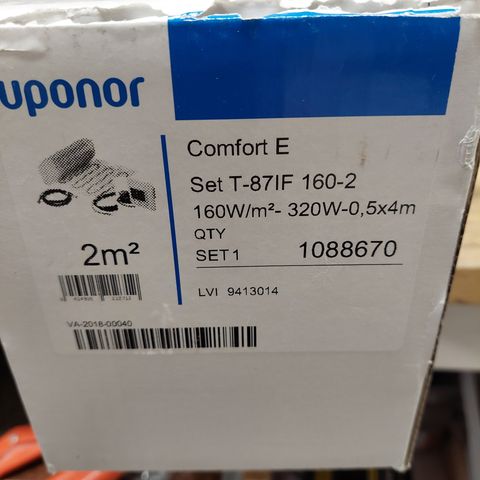 uponor
Comfort E
Set T-87IF 160-2
160W/m²- 320W-0,5x4m
QTY
SET 1 1088670
2m²
LVI 9413014
VA-2018-00040